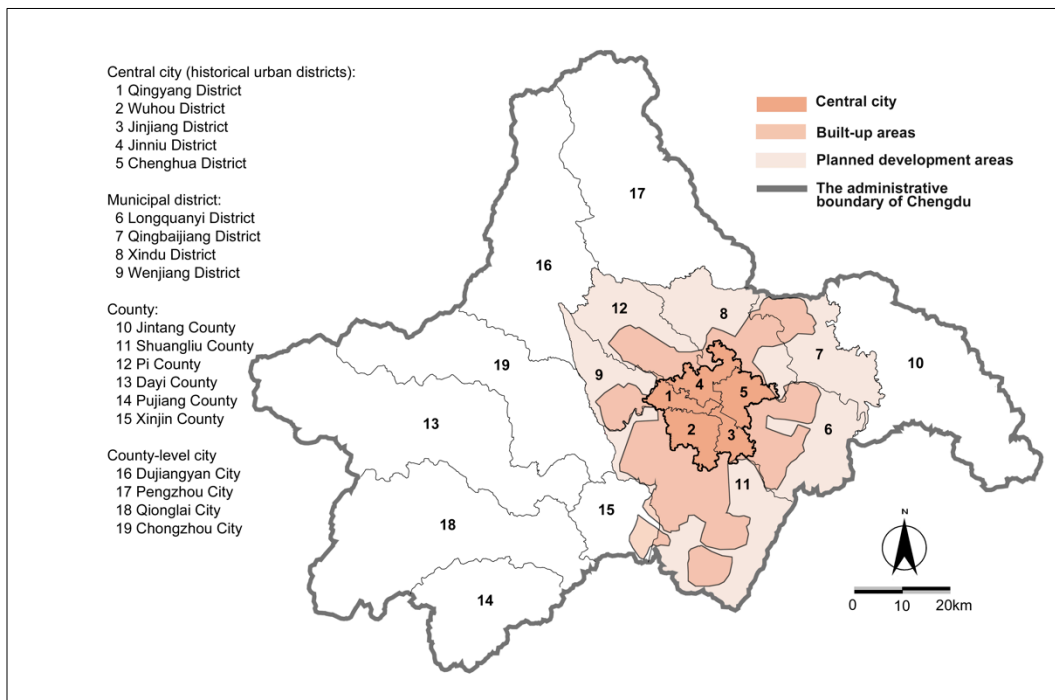 Central city (historical urban districts):
1 Qingyang District
2 Wuhou District
3 Jinjiang District
4 Jinniu District
5 Chenghua District
Municipal district:
6 Longquanyi District
7 Qingbaijiang District
8 Xindu District
9 Wenjiang District
County:
10 Jintang County
11 Shuangliu County
12 Pi County
13 Dayi County
14 Pujiang County
15 Xinjin County
County-level city
16 Dujiangyan City
17 Pengzhou City
18 Qionglai City
19 Chongzhou City
Central city
Built-up areas
Planned development areas
The administrative
boundary of Chengdu
17
16
12
8
19
7
10
9
4
5
1
13
2
3
6
11
15
18
14
N
0 10 20km